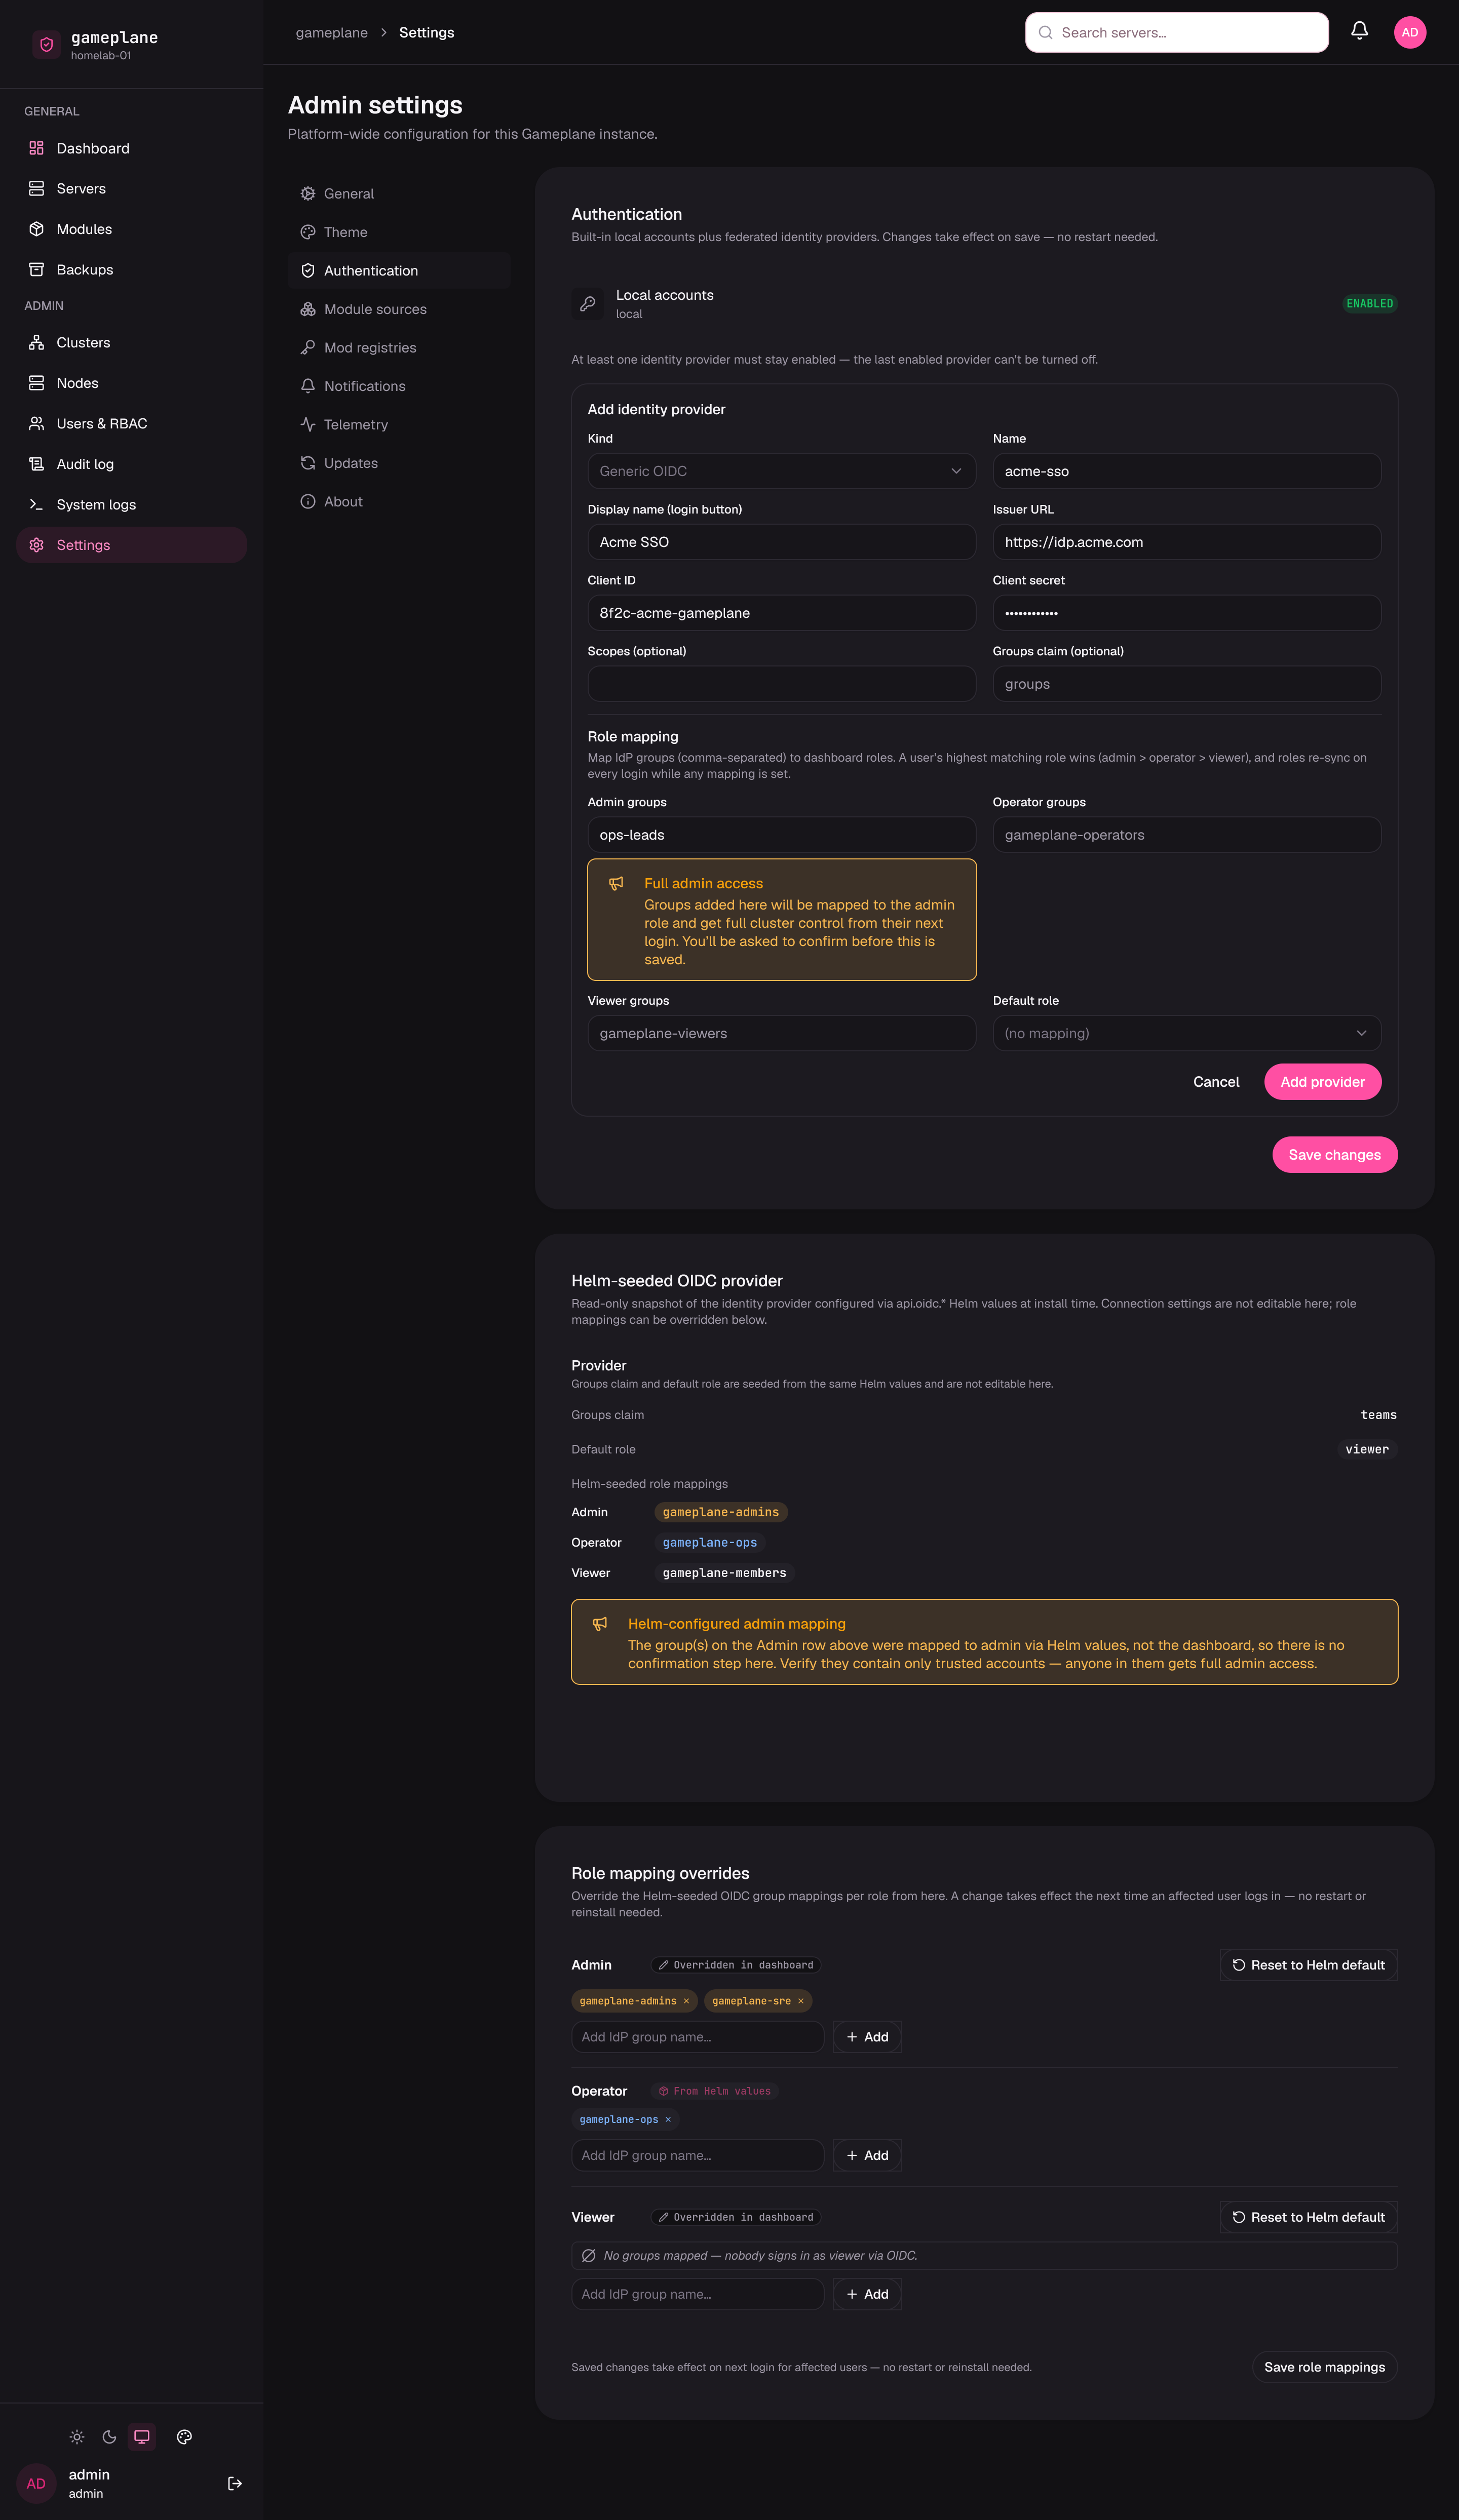 gameplane
homelab-01
GENERAL
Dashboard
Servers
Modules
Backups
ADMIN
Clusters
Nodes
Users & RBAC
Audit log
System logs
Settings
AD
admin
admin
gameplane
Settings
Search servers...
AD
Admin settings
Platform-wide configuration for this Gameplane instance.
General
Theme
Authentication
Module sources
Mod registries
Notifications
Telemetry
Updates
About
Authentication
Built-in local accounts plus federated identity providers. Changes take effect on save — no restart needed.
Local accounts
local
ENABLED
At least one identity provider must stay enabled — the last enabled provider can't be turned off.
Add identity provider
Kind
Name
Generic OIDC
acme-sso
Display name (login button)
Issuer URL
Acme SSO
https://idp.acme.com
Client ID
Client secret
8f2c-acme-gameplane
••••••••••••
Scopes (optional)
Groups claim (optional)
groups
Role mapping
Map IdP groups (comma-separated) to dashboard roles. A user's highest matching role wins (admin > operator > viewer), and roles re-sync on
every login while any mapping is set.
Admin groups
Operator groups
ops-leads
gameplane-operators
Full admin access
Groups added here will be mapped to the admin
role and get full cluster control from their next
login. You'll be asked to confirm before this is
saved.
Viewer groups
Default role
gameplane-viewers
(no mapping)
Cancel
Add provider
Save changes
Helm-seeded OIDC provider
Read-only snapshot of the identity provider configured via api.oidc.* Helm values at install time. Connection settings are not editable here; role
mappings can be overridden below.
Provider
Groups claim and default role are seeded from the same Helm values and are not editable here.
Groups claim
teams
Default role
viewer
Helm-seeded role mappings
Admin
gameplane-admins
Operator
gameplane-ops
Viewer
gameplane-members
Helm-configured admin mapping
The group(s) on the Admin row above were mapped to admin via Helm values, not the dashboard, so there is no
confirmation step here. Verify they contain only trusted accounts — anyone in them gets full admin access.
Role mapping overrides
Override the Helm-seeded OIDC group mappings per role from here. A change takes effect the next time an affected user logs in — no restart or
reinstall needed.
Admin
Overridden in dashboard
Reset to Helm default
gameplane-admins ×
gameplane-sre ×
Add IdP group name...
Add
Operator
From Helm values
gameplane-ops ×
Add IdP group name...
Add
Viewer
Overridden in dashboard
Reset to Helm default
No groups mapped — nobody signs in as viewer via OIDC.
Add IdP group name...
Add
Saved changes take effect on next login for affected users — no restart or reinstall needed.
Save role mappings